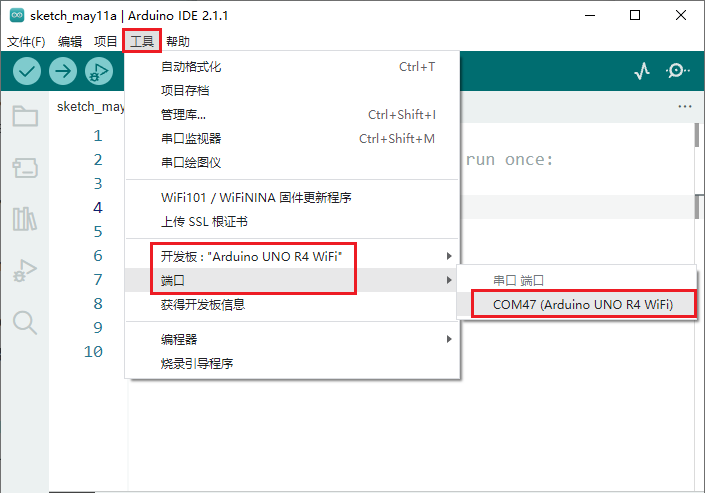 sketch_may11a | Arduino IDE 2.1.1
文件(F) 编辑 项目 工具 帮助
自动格式化 Ctrl+T
项目存档
sketch_may
管理库... Ctrl+Shift+I
1
串口监视器 Ctrl+Shift+M
2
串口绘图仪
run once:
3
WiFi101 / WiFiNINA 固件更新程序
4
上传 SSL 根证书
5
6
开发板 : "Arduino UNO R4 WiFi"
7
端口
串口 端口
8
获得开发板信息
COM47 (Arduino UNO R4 WiFi)
9
编程器
10
烧录引导程序